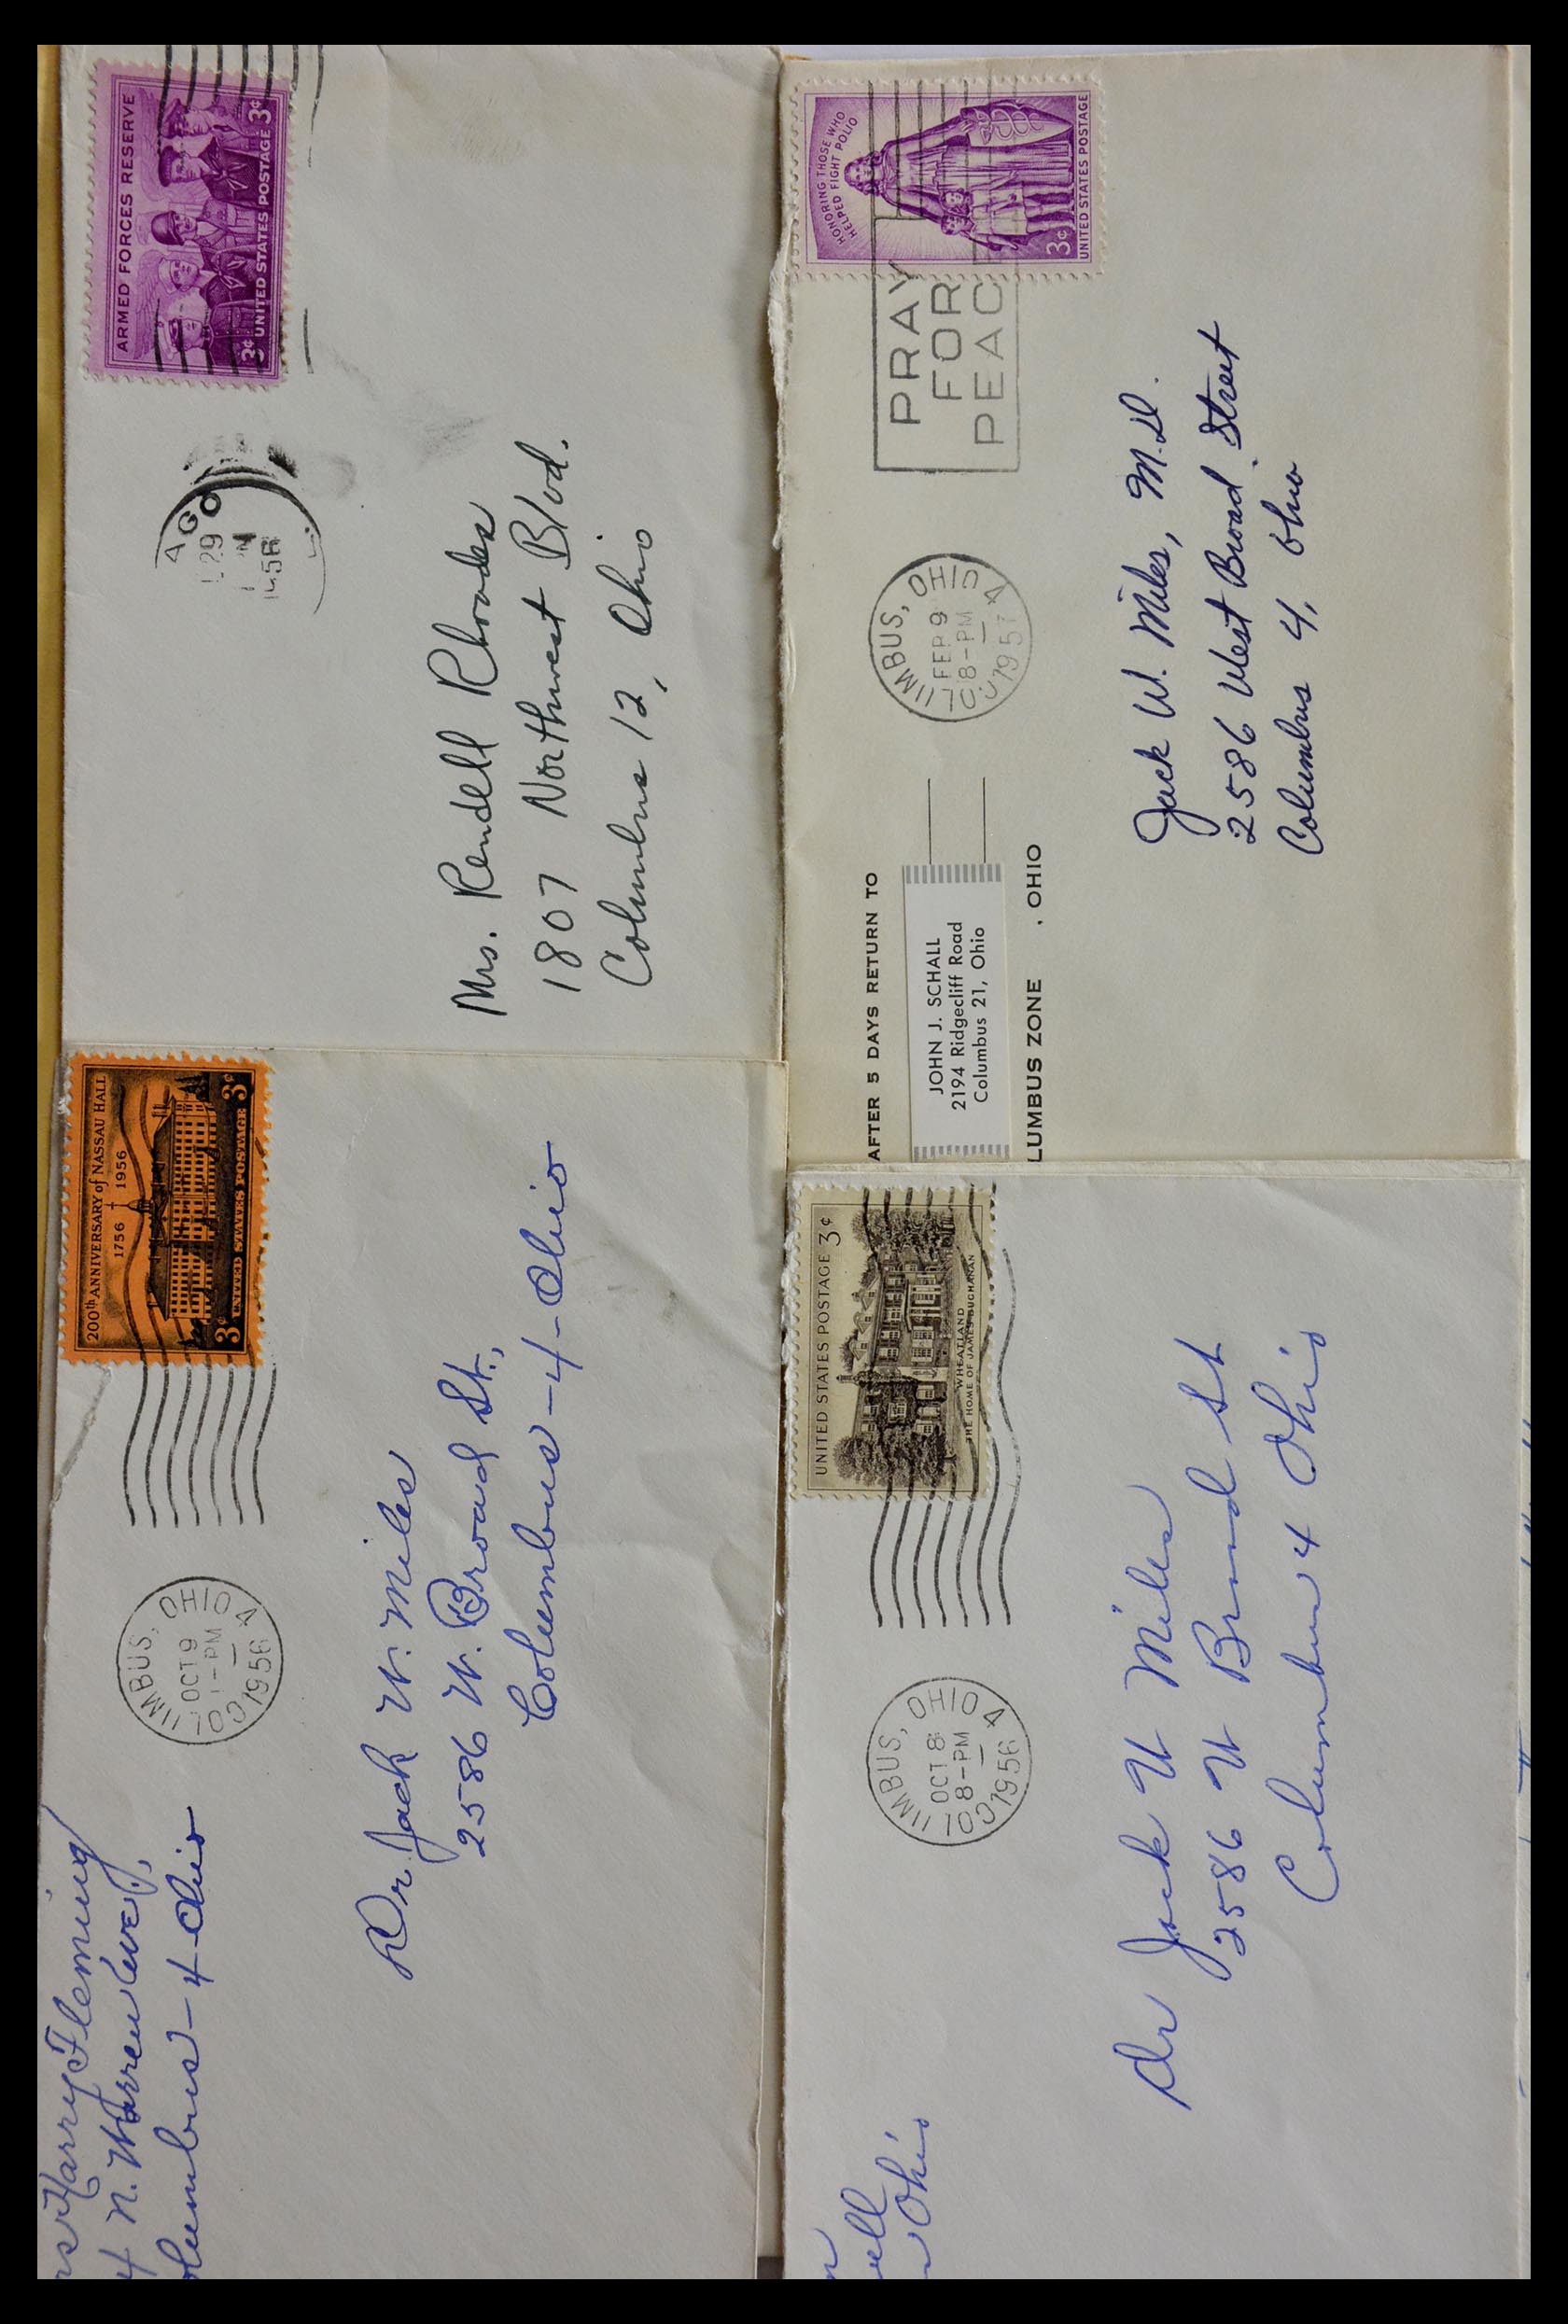 Harry Fleming
N. Warren Ave,
Columbus - 4 - Ohio
COLUMBUS, OHIO 4
OCT 9
1 - PM
1956
200th ANNIVERSARY of NASSAU HALL
1756 1956
3¢ UNITED STATES POSTAGE 3¢
Dr. Jack W. Miles
2586 W. Broad St.,
Columbus - 4 - Ohio
AGO
29
PM
1956
ARMED FORCES RESERVE
3¢ UNITED STATES POSTAGE 3¢
Mrs. Rendell Rhoades
1807 Northwest Blvd.
Columbus 12, Ohio
ell
Ohio
COLUMBUS, OHIO 4
OCT 8
8 - PM
1956
UNITED STATES POSTAGE 3¢
WHEATLAND
THE HOME OF JAMES BUCHANAN
Dr Jack W Miles
2586 W Broad St
Columbus 4 Ohio
AFTER 5 DAYS RETURN TO
JOHN J. SCHALL
2194 Ridgecliff Road
Columbus 21, Ohio
LUMBUS ZONE , OHIO
COLUMBUS, OHIO 4
FEB 9
8 - PM
1957
PRAY
FOR
PEAC
HONORING THOSE WHO
HELPED FIGHT POLIO
3¢
UNITED STATES POSTAGE
Jack W. Miles, M.D.
2586 West Broad Street
Columbus 4, Ohio